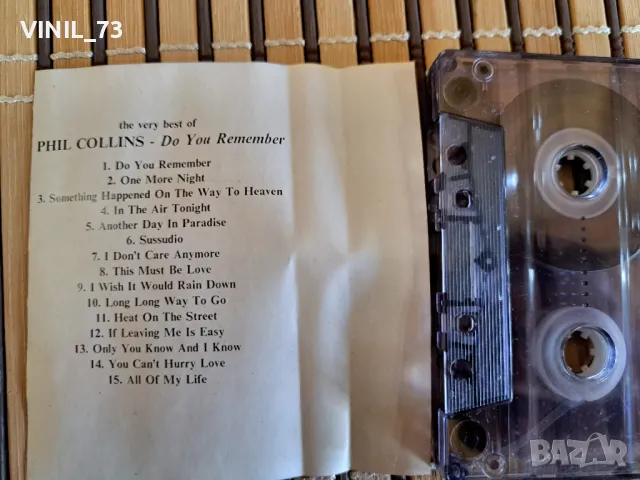 VINIL_73
the very best of
PHIL COLLINS - Do You Remember
1. Do You Remember
2. One More Night
3. Something Happened On The Way To Heaven
4. In The Air Tonight
5. Another Day In Paradise
6. Sussudio
7. I Don't Care Anymore
8. This Must Be Love
9. I Wish It Would Rain Down
10. Long Long Way To Go
11. Heat On The Street
12. If Leaving Me Is Easy
13. Only You Know And I Know
14. You Can't Hurry Love
15. All Of My Life
BAZAR